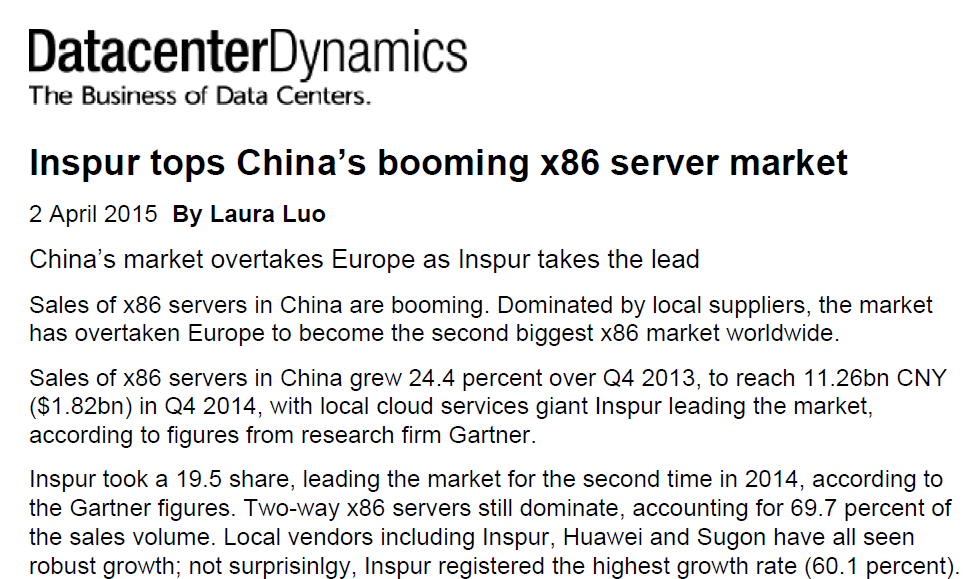 DatacenterDynamics
The Business of Data Centers.
Inspur tops China’s booming x86 server market
2 April 2015 By Laura Luo
China’s market overtakes Europe as Inspur takes the lead
Sales of x86 servers in China are booming. Dominated by local suppliers, the market
has overtaken Europe to become the second biggest x86 market worldwide.
Sales of x86 servers in China grew 24.4 percent over Q4 2013, to reach 11.26bn CNY
($1.82bn) in Q4 2014, with local cloud services giant Inspur leading the market,
according to figures from research firm Gartner.
Inspur took a 19.5 share, leading the market for the second time in 2014, according to
the Gartner figures. Two-way x86 servers still dominate, accounting for 69.7 percent of
the sales volume. Local vendors including Inspur, Huawei and Sugon have all seen
robust growth; not surprisinlgy, Inspur registered the highest growth rate (60.1 percent).